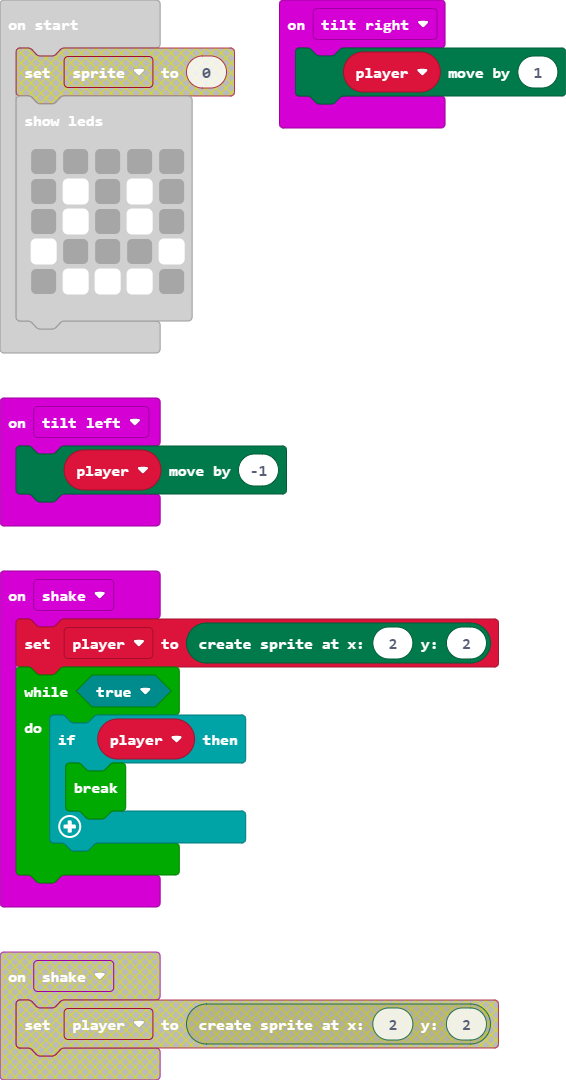 on start
set sprite to 0
show leds
on tilt right
player move by 1
on tilt left
player move by -1
on shake
set player to create sprite at x: 2 y: 2
while true
do if player then
break
on shake
set player to create sprite at x: 2 y: 2